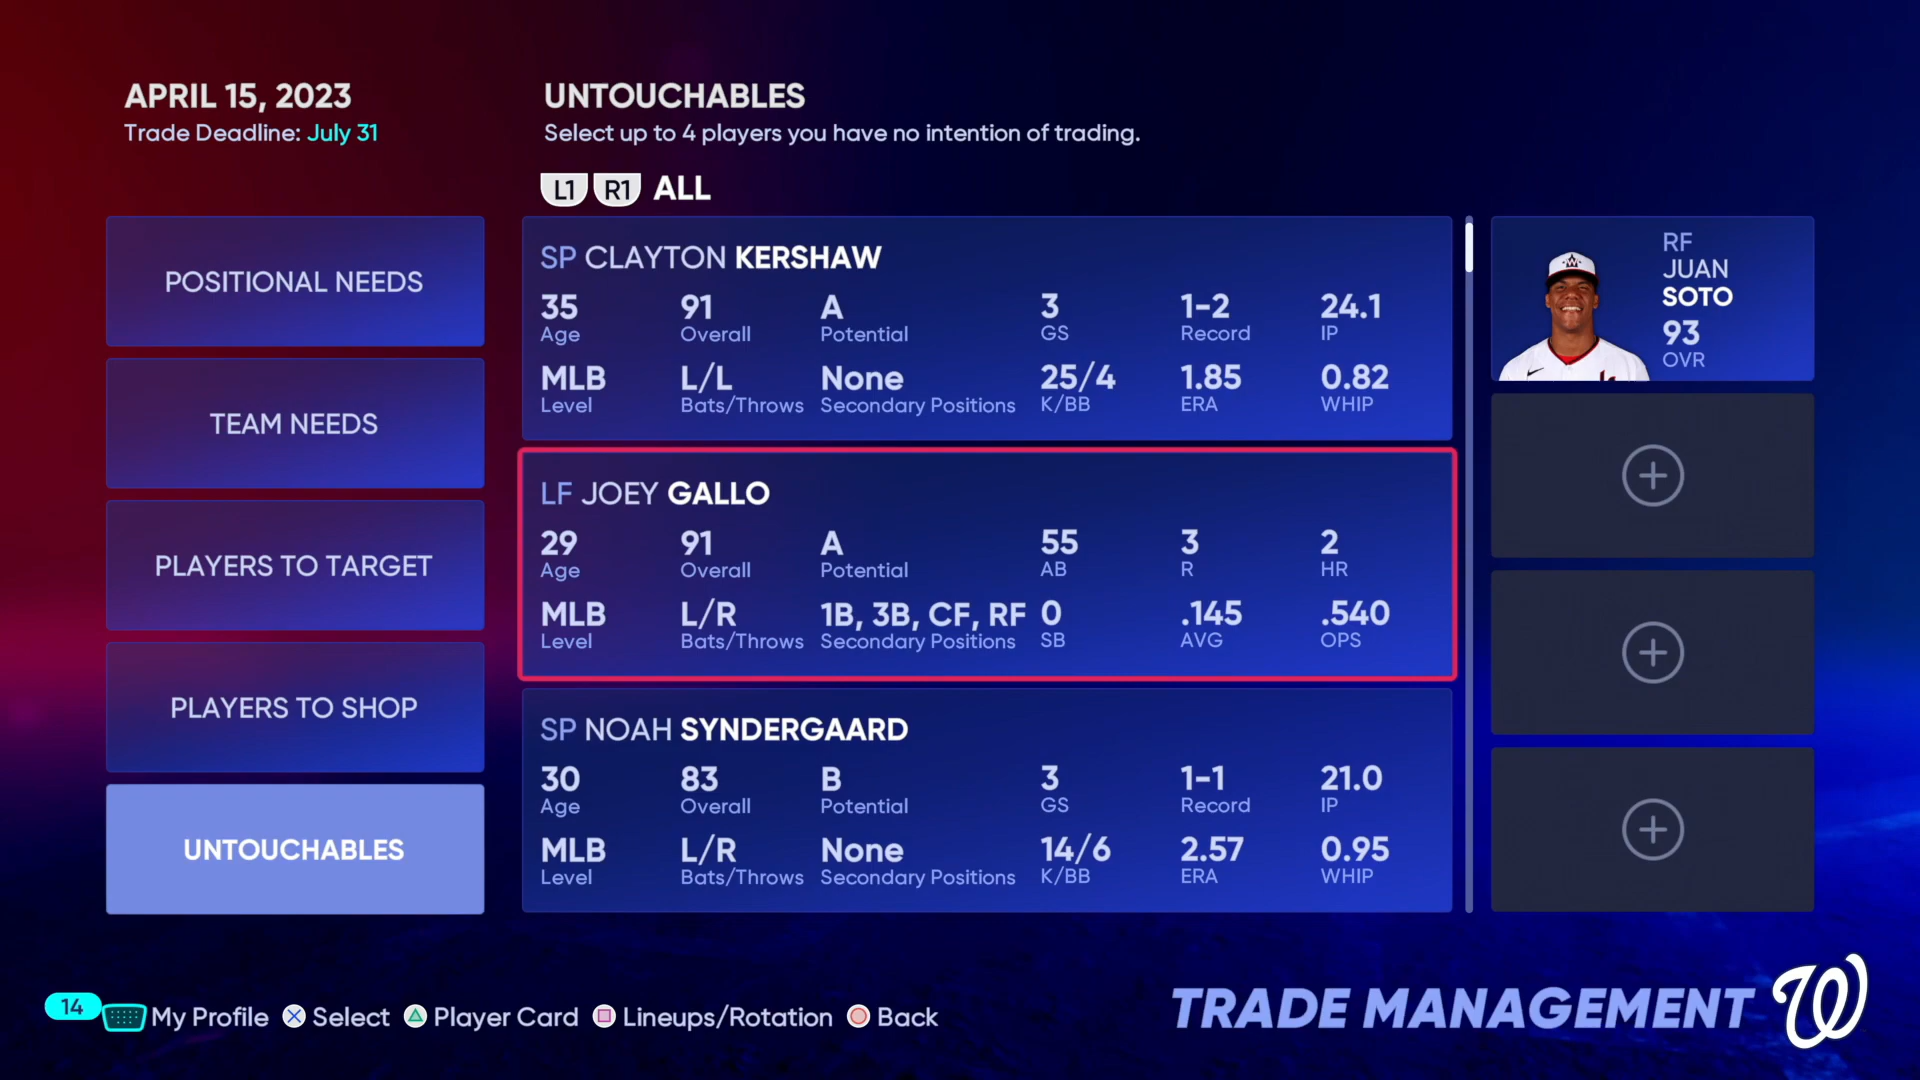 APRIL 15, 2023
Trade Deadline: July 31
UNTOUCHABLES
Select up to 4 players you have no intention of trading.
L1 R1 ALL
POSITIONAL NEEDS
TEAM NEEDS
PLAYERS TO TARGET
PLAYERS TO SHOP
UNTOUCHABLES
SP CLAYTON KERSHAW
35 91 A 3 1-2 24.1
Age Overall Potential GS Record IP
MLB L/L None 25/4 1.85 0.82
Level Bats/Throws Secondary Positions K/BB ERA WHIP
LF JOEY GALLO
29 91 A 55 3 2
Age Overall Potential AB R HR
MLB L/R 1B, 3B, CF, RF 0 .145 .540
Level Bats/Throws Secondary Positions SB AVG OPS
SP NOAH SYNDERGAARD
30 83 B 3 1-1 21.0
Age Overall Potential GS Record IP
MLB L/R None 14/6 2.57 0.95
Level Bats/Throws Secondary Positions K/BB ERA WHIP
RF
JUAN
SOTO
93
OVR
14 My Profile Select Player Card Lineups/Rotation Back
TRADE MANAGEMENT W